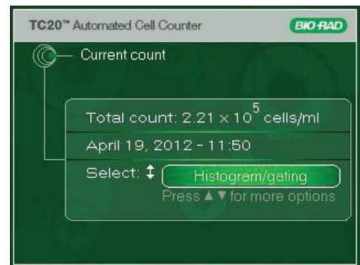 TC20™ Automated Cell Counter BIO-RAD
Current count
Total count: 2.21 × 10⁵ cells/ml
April 19, 2012 - 11:50
Select: ↕ Histogram/gating
Press ▲▼ for more options